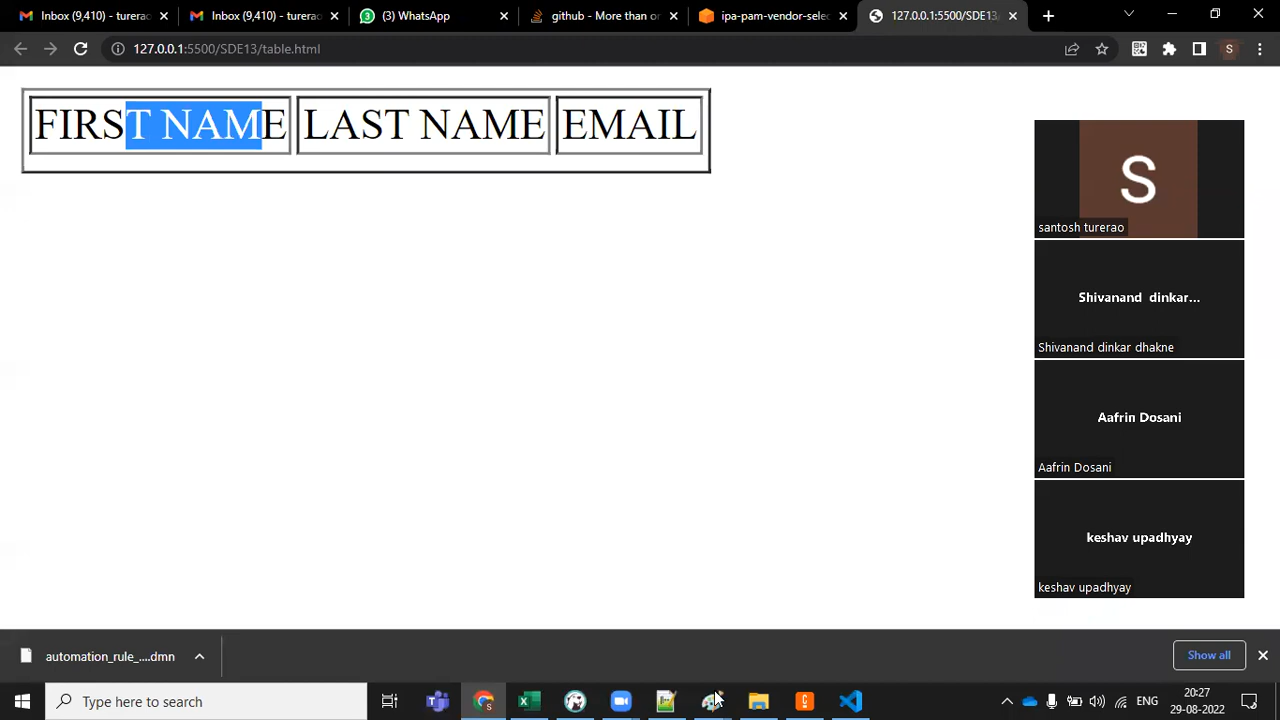 Inbox (9,410) - turerao
Inbox (9,410) - turerao
(3) WhatsApp
github - More than or
ipa-pam-vendor-selec
127.0.0.1:5500/SDE13/
127.0.0.1:5500/SDE13/table.html
S
FIRST NAME LAST NAME EMAIL
S
santosh turerao
Shivanand dinkar...
Shivanand dinkar dhakne
Aafrin Dosani
Aafrin Dosani
keshav upadhyay
keshav upadhyay
automation_rule_....dmn
Show all
Type here to search
ENG
20:27
29-08-2022